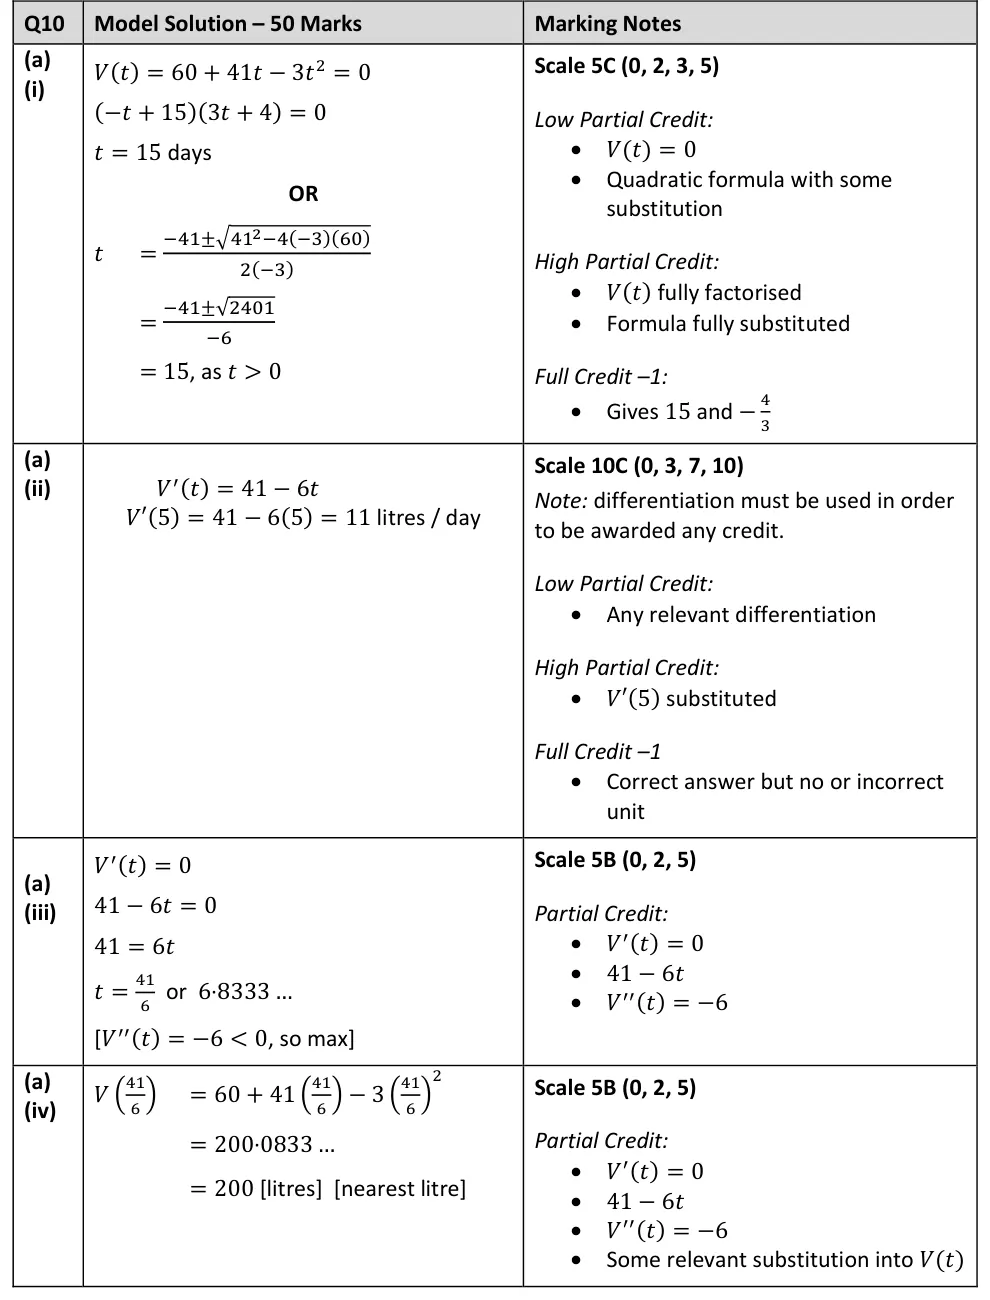 Q10 Model Solution – 50 Marks Marking Notes
(a)
(i)
V(t) = 60 + 41t − 3t² = 0
(−t + 15)(3t + 4) = 0
t = 15 days
OR
t = (−41±√(41²−4(−3)(60)))/(2(−3))
= (−41±√2401)/(−6)
= 15, as t > 0
Scale 5C (0, 2, 3, 5)
Low Partial Credit:
• V(t) = 0
• Quadratic formula with some
substitution
High Partial Credit:
• V(t) fully factorised
• Formula fully substituted
Full Credit –1:
• Gives 15 and −4/3
(a)
(ii)
V′(t) = 41 − 6t
V′(5) = 41 − 6(5) = 11 litres / day
Scale 10C (0, 3, 7, 10)
Note: differentiation must be used in order
to be awarded any credit.
Low Partial Credit:
• Any relevant differentiation
High Partial Credit:
• V′(5) substituted
Full Credit –1
• Correct answer but no or incorrect
unit
(a)
(iii)
V′(t) = 0
41 − 6t = 0
41 = 6t
t = 41/6 or 6·8333 …
[V′′(t) = −6 < 0, so max]
Scale 5B (0, 2, 5)
Partial Credit:
• V′(t) = 0
• 41 − 6t
• V′′(t) = −6
(a)
(iv)
V(41/6) = 60 + 41(41/6) − 3(41/6)²
= 200·0833 …
= 200 [litres] [nearest litre]
Scale 5B (0, 2, 5)
Partial Credit:
• V′(t) = 0
• 41 − 6t
• V′′(t) = −6
• Some relevant substitution into V(t)